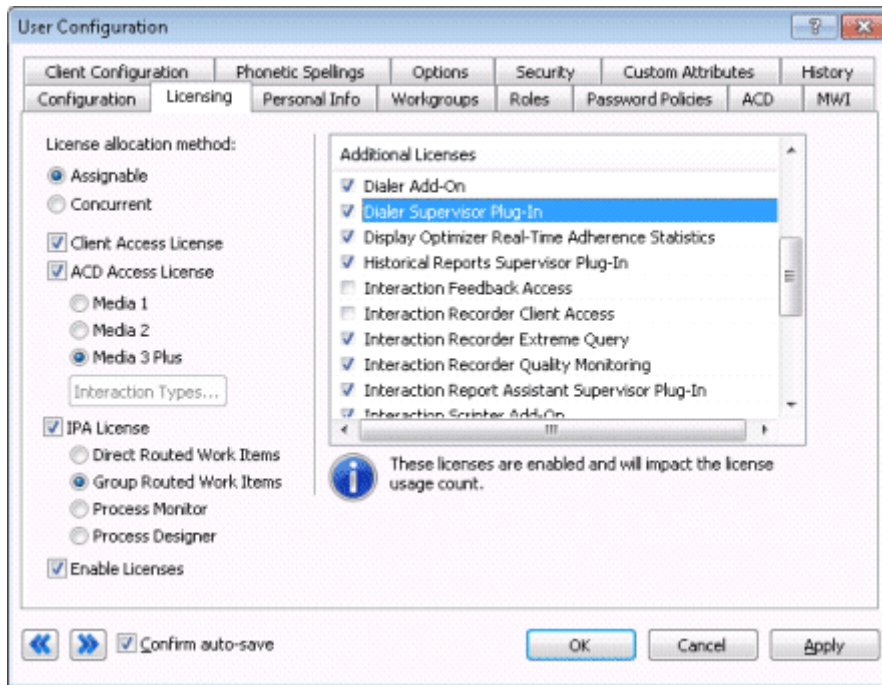 User Configuration
Client Configuration
Phonetic Spellings
Options
Security
Custom Attributes
History
Configuration
Licensing
Personal Info
Workgroups
Roles
Password Policies
ACD
MWI
License allocation method:
Assignable
Concurrent
Client Access License
ACD Access License
Media 1
Media 2
Media 3 Plus
Interaction Types...
IPA License
Direct Routed Work Items
Group Routed Work Items
Process Monitor
Process Designer
Enable Licenses
Additional Licenses
Dialer Add-On
Dialer Supervisor Plug-In
Display Optimizer Real-Time Adherence Statistics
Historical Reports Supervisor Plug-In
Interaction Feedback Access
Interaction Recorder Client Access
Interaction Recorder Extreme Query
Interaction Recorder Quality Monitoring
Interaction Report Assistant Supervisor Plug-In
Interaction Scripter Add-On
These licenses are enabled and will impact the license
usage count.
Confirm auto-save
OK
Cancel
Apply